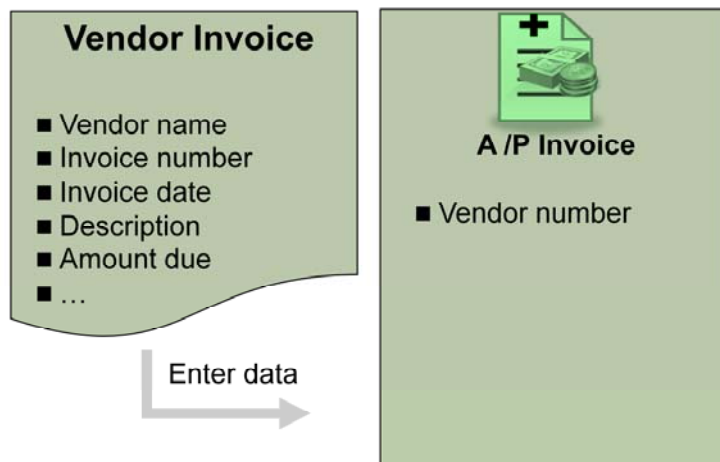 Vendor Invoice
■ Vendor name
■ Invoice number
■ Invoice date
■ Description
■ Amount due
■ …
Enter data
A /P Invoice
■ Vendor number